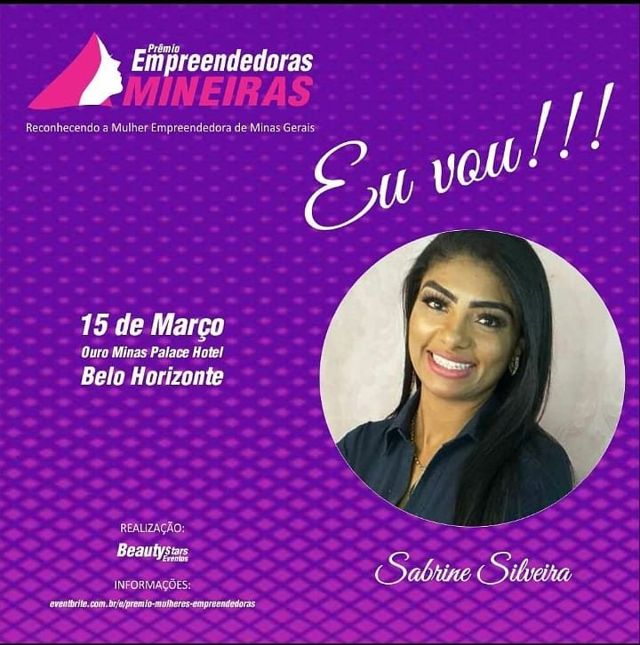 Prêmio
Empreendedoras
MINEIRAS
Reconhecendo a Mulher Empreendedora de Minas Gerais
Eu vou!!!
15 de Março
Ouro Minas Palace Hotel
Belo Horizonte
REALIZAÇÃO:
BeautyStars
Eventos
INFORMAÇÕES:
eventbrite.com.br/e/premio-mulheres-empreendedoras
Sabrine Silveira